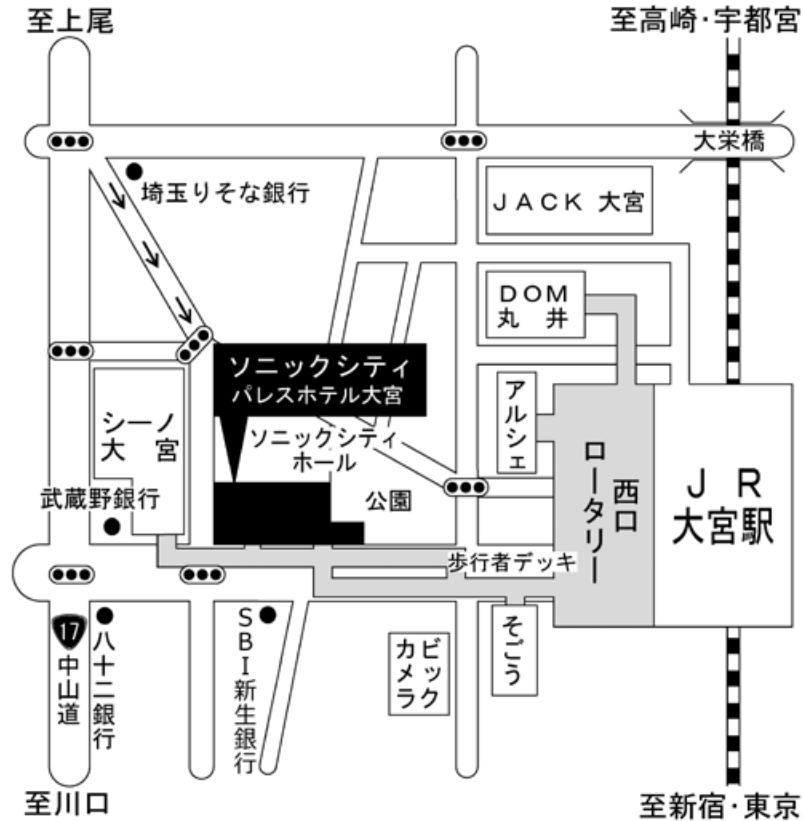 至上尾
至高崎・宇都宮
大栄橋
埼玉りそな銀行
JACK 大宮
DOM
丸 井
ソニックシティ
パレスホテル大宮
アルシェ
シーノ
大 宮
ソニックシティ
ホール
公園
西口
ロータリー
JR
大宮駅
武蔵野銀行
歩行者デッキ
17
中山道
八十二銀行
SBI新生銀行
ビック
カメラ
そごう
至川口
至新宿・東京